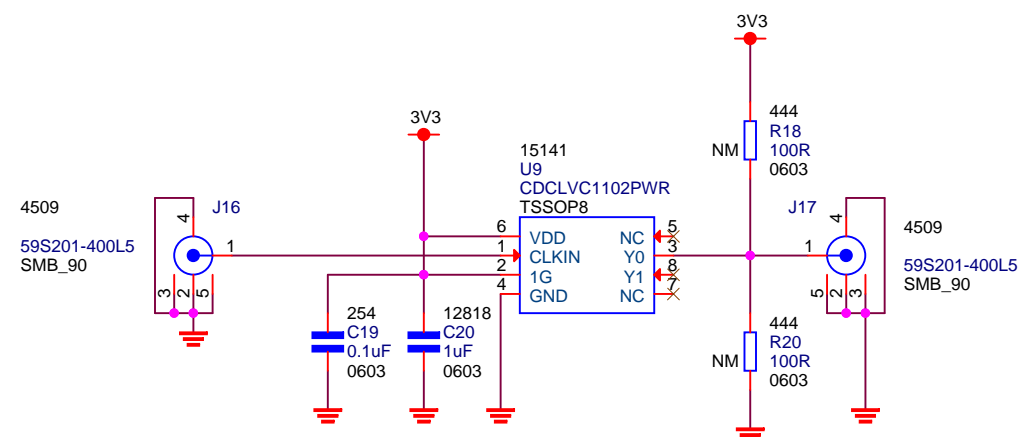 3V3
444
R18
100R
0603
NM
3V3
15141
U9
CDCLVC1102PWR
TSSOP8
4509
59S201-400L5
SMB_90
J16
4
1
3
2
5
6
1
2
4
VDD
CLKIN
1G
GND
NC
Y0
Y1
NC
5
3
8
7
J17
4
1
5
2
3
4509
59S201-400L5
SMB_90
254
C19
0.1uF
0603
12818
C20
1uF
0603
444
R20
100R
0603
NM